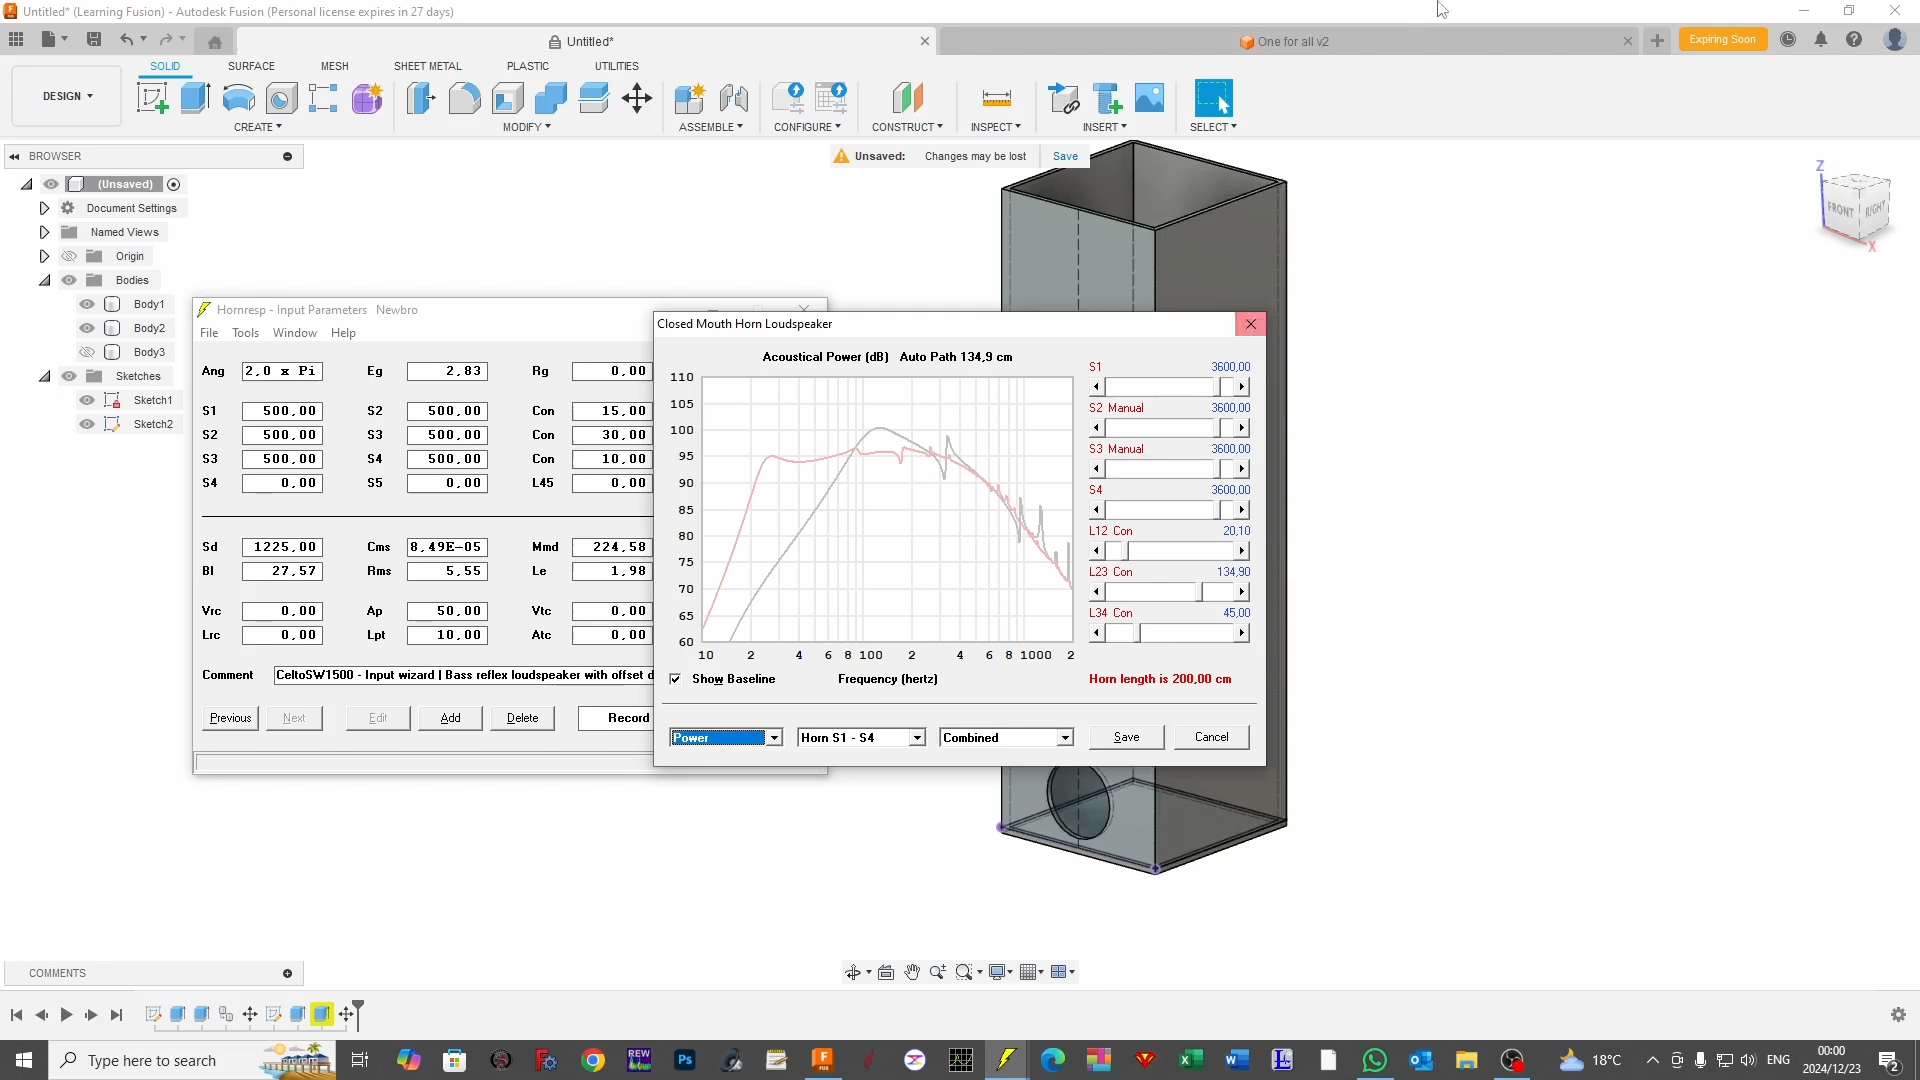 Untitled* (Learning Fusion) - Autodesk Fusion (Personal license expires in 27 days)
Untitled*
One for all v2
Expiring Soon
SOLID SURFACE MESH SHEET METAL PLASTIC UTILITIES
DESIGN
CREATE MODIFY ASSEMBLE CONFIGURE CONSTRUCT INSPECT INSERT SELECT
BROWSER
Unsaved: Changes may be lost Save
(Unsaved)
Document Settings
Named Views
Origin
Bodies
Body1
Body2
Body3
Sketches
Sketch1
Sketch2
Z
FRONT RIGHT
X
Hornresp - Input Parameters Newbro
File Tools Window Help
Ang 2,0 x Pi Eg 2,83 Rg 0,00
S1 500,00 S2 500,00 Con 15,00
S2 500,00 S3 500,00 Con 30,00
S3 500,00 S4 500,00 Con 10,00
S4 0,00 S5 0,00 L45 0,00
Sd 1225,00 Cms 8,49E-05 Mmd 224,58
Bl 27,57 Rms 5,55 Le 1,98
Vrc 0,00 Ap 50,00 Vtc 0,00
Lrc 0,00 Lpt 10,00 Atc 0,00
Comment CeltoSW1500 - Input wizard | Bass reflex loudspeaker with offset d
Previous Next Edit Add Delete Record
Closed Mouth Horn Loudspeaker
Acoustical Power (dB) Auto Path 134,9 cm
110
105
100
95
90
85
80
75
70
65
60
10 2 4 6 8 100 2 4 6 8 1000 2
Show Baseline Frequency (hertz)
S1 3600,00
S2 Manual 3600,00
S3 Manual 3600,00
S4 3600,00
L12 Con 20,10
L23 Con 134,90
L34 Con 45,00
Horn length is 200,00 cm
Power Horn S1 - S4 Combined Save Cancel
COMMENTS
Type here to search
REW
Ps
FUS
18°C
ENG
00:00
2024/12/23
2